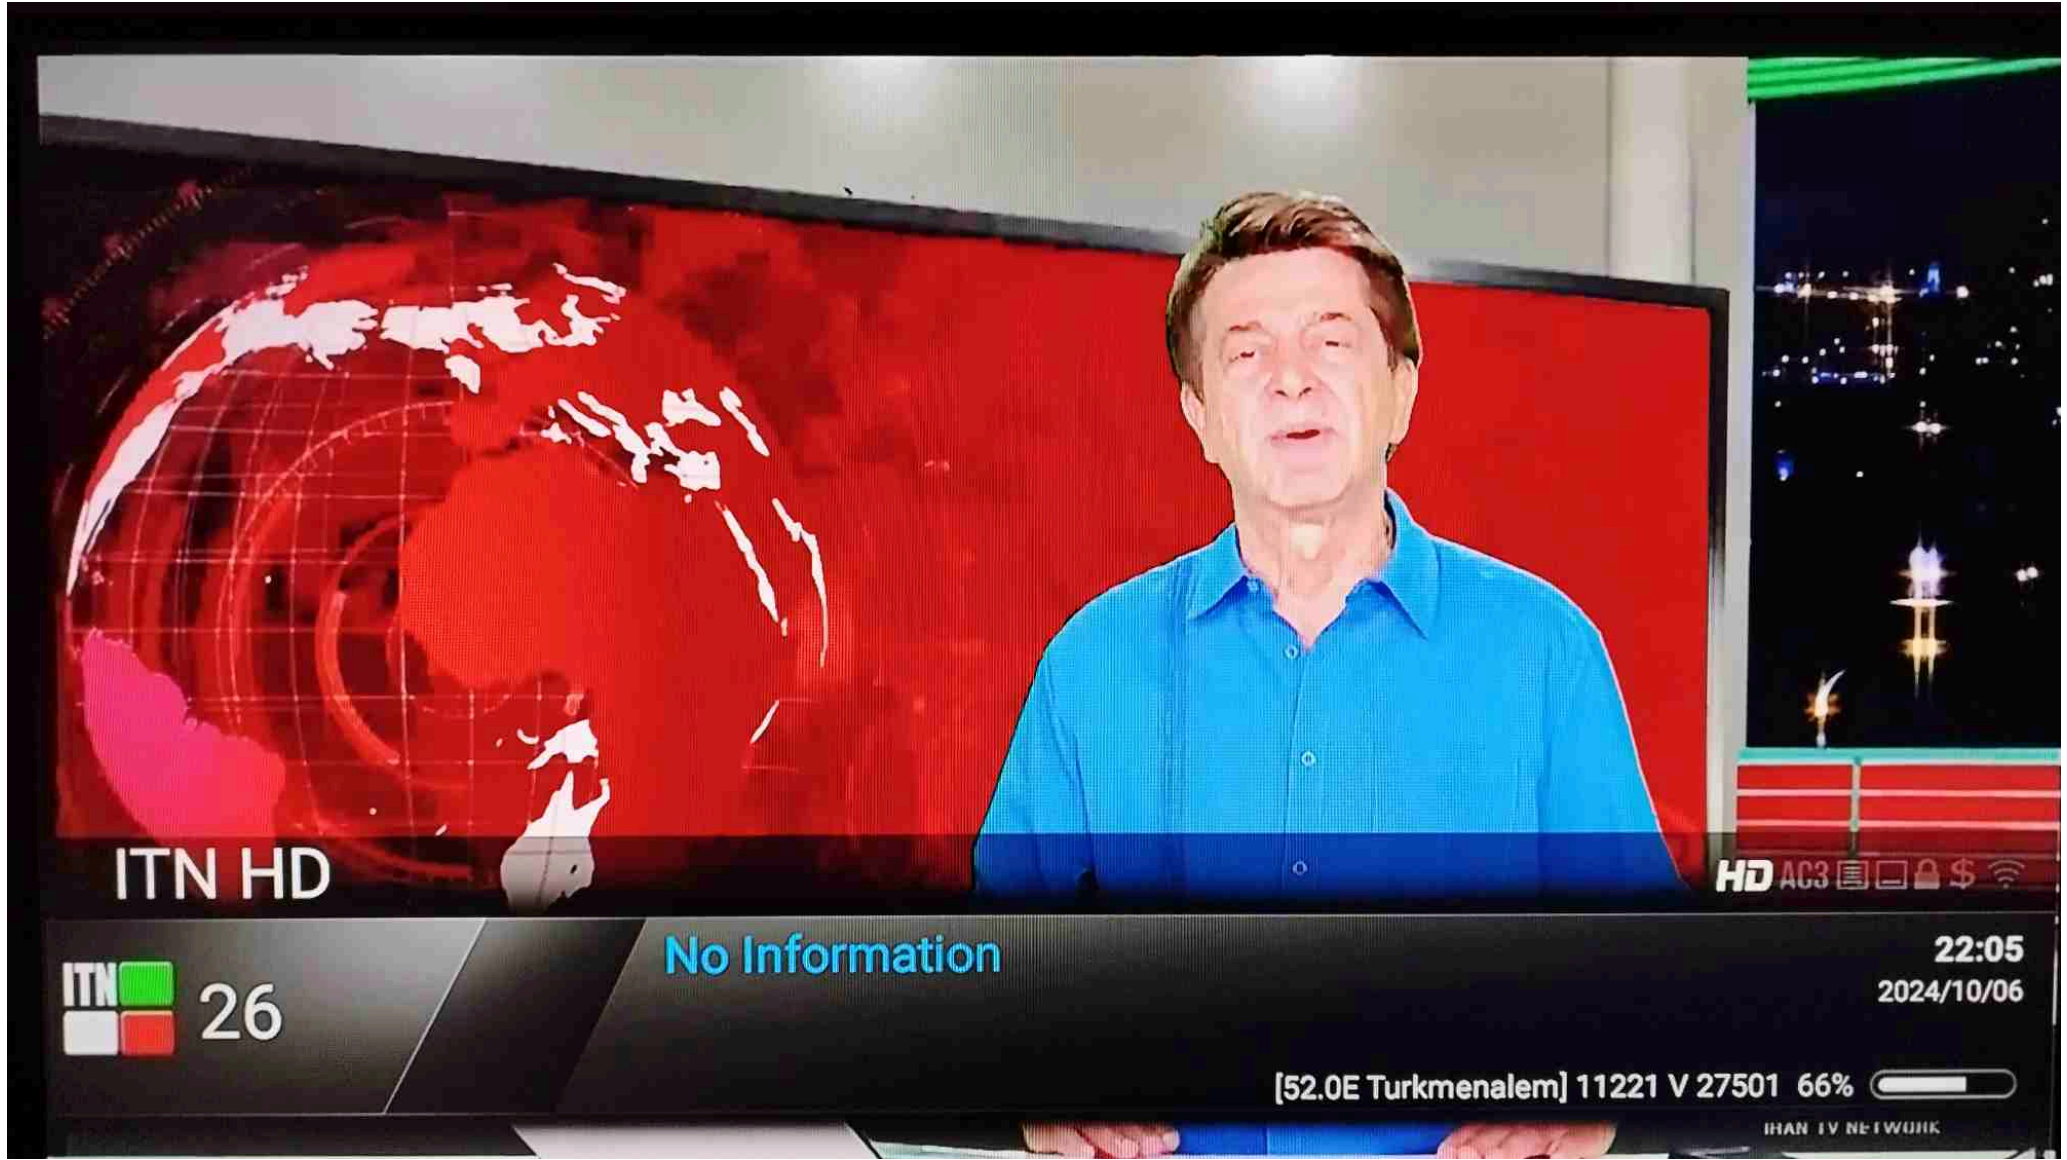 ITN HD
HD AC3 $
ITN
26
No Information
22:05
2024/10/06
[52.0E Turkmenalem] 11221 V 27501 66%
IRAN TV NETWORK